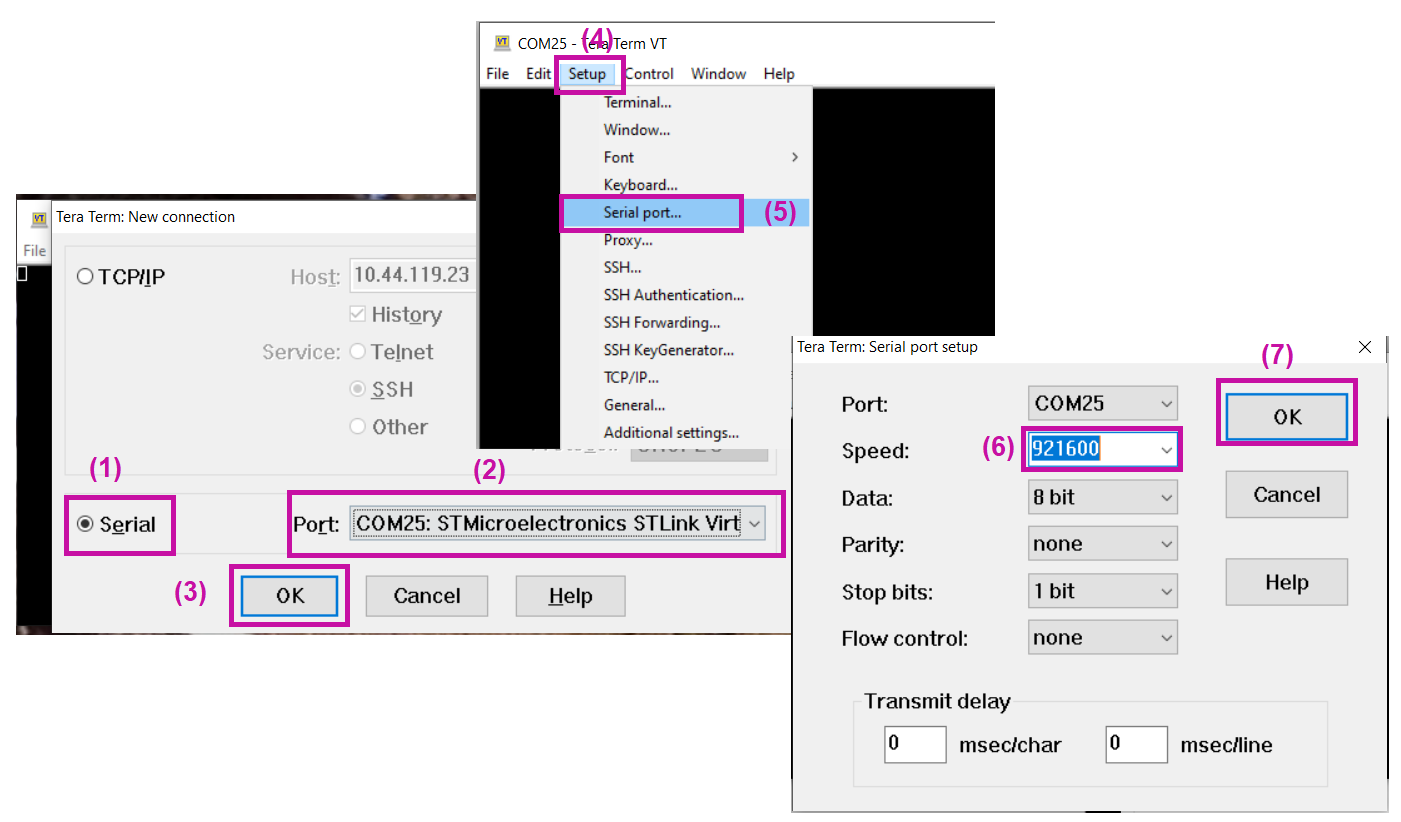 (4)
COM25 - Tera Term VT
File Edit Setup Control Window Help
Terminal...
Window...
Font
Keyboard...
Serial port... (5)
Proxy...
SSH...
SSH Authentication...
SSH Forwarding...
SSH KeyGenerator...
TCP/IP...
General...
Additional settings...
Tera Term: New connection
File
TCP/IP Host: 10.44.119.23
History
Service: Telnet
SSH
Other
(1) (2)
Serial Port: COM25: STMicroelectronics STLink Virt
(3) OK Cancel Help
Tera Term: Serial port setup
(7)
Port: COM25 OK
Speed: (6) 921600
Data: 8 bit Cancel
Parity: none
Stop bits: 1 bit Help
Flow control: none
Transmit delay
0 msec/char 0 msec/line